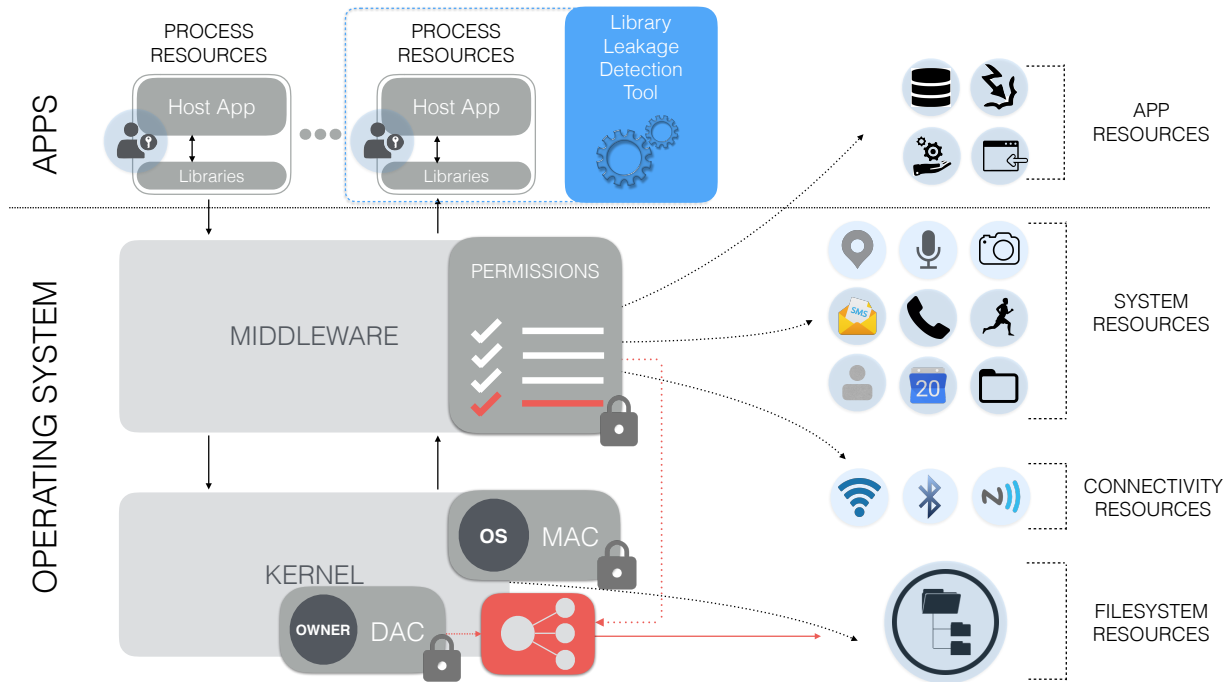 PROCESS
RESOURCES
Host App
Libraries
PROCESS
RESOURCES
Host App
Libraries
Library
Leakage
Detection
Tool
APP
RESOURCES
APPS
OPERATING SYSTEM
MIDDLEWARE
PERMISSIONS
SMS
20
SYSTEM
RESOURCES
N
CONNECTIVITY
RESOURCES
KERNEL
OS
MAC
OWNER
DAC
FILESYSTEM
RESOURCES